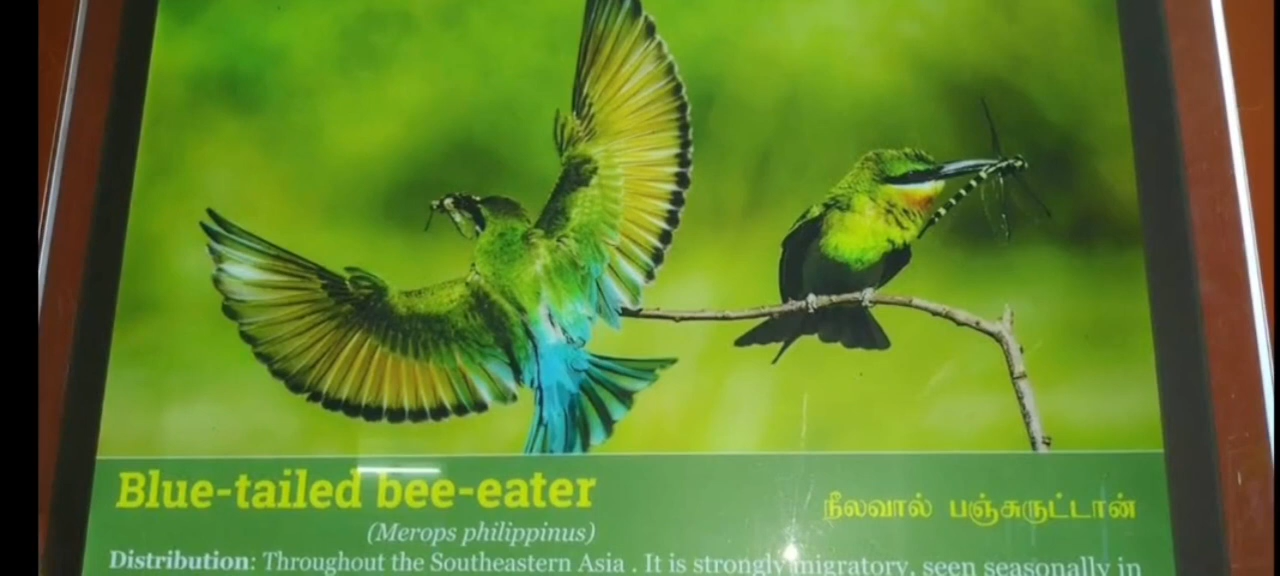 Blue-tailed bee-eater
நீலவால் பஞ்சுருட்டான்
(Merops philippinus)
Distribution: Throughout the Southeastern Asia . It is strongly migratory, seen seasonally in